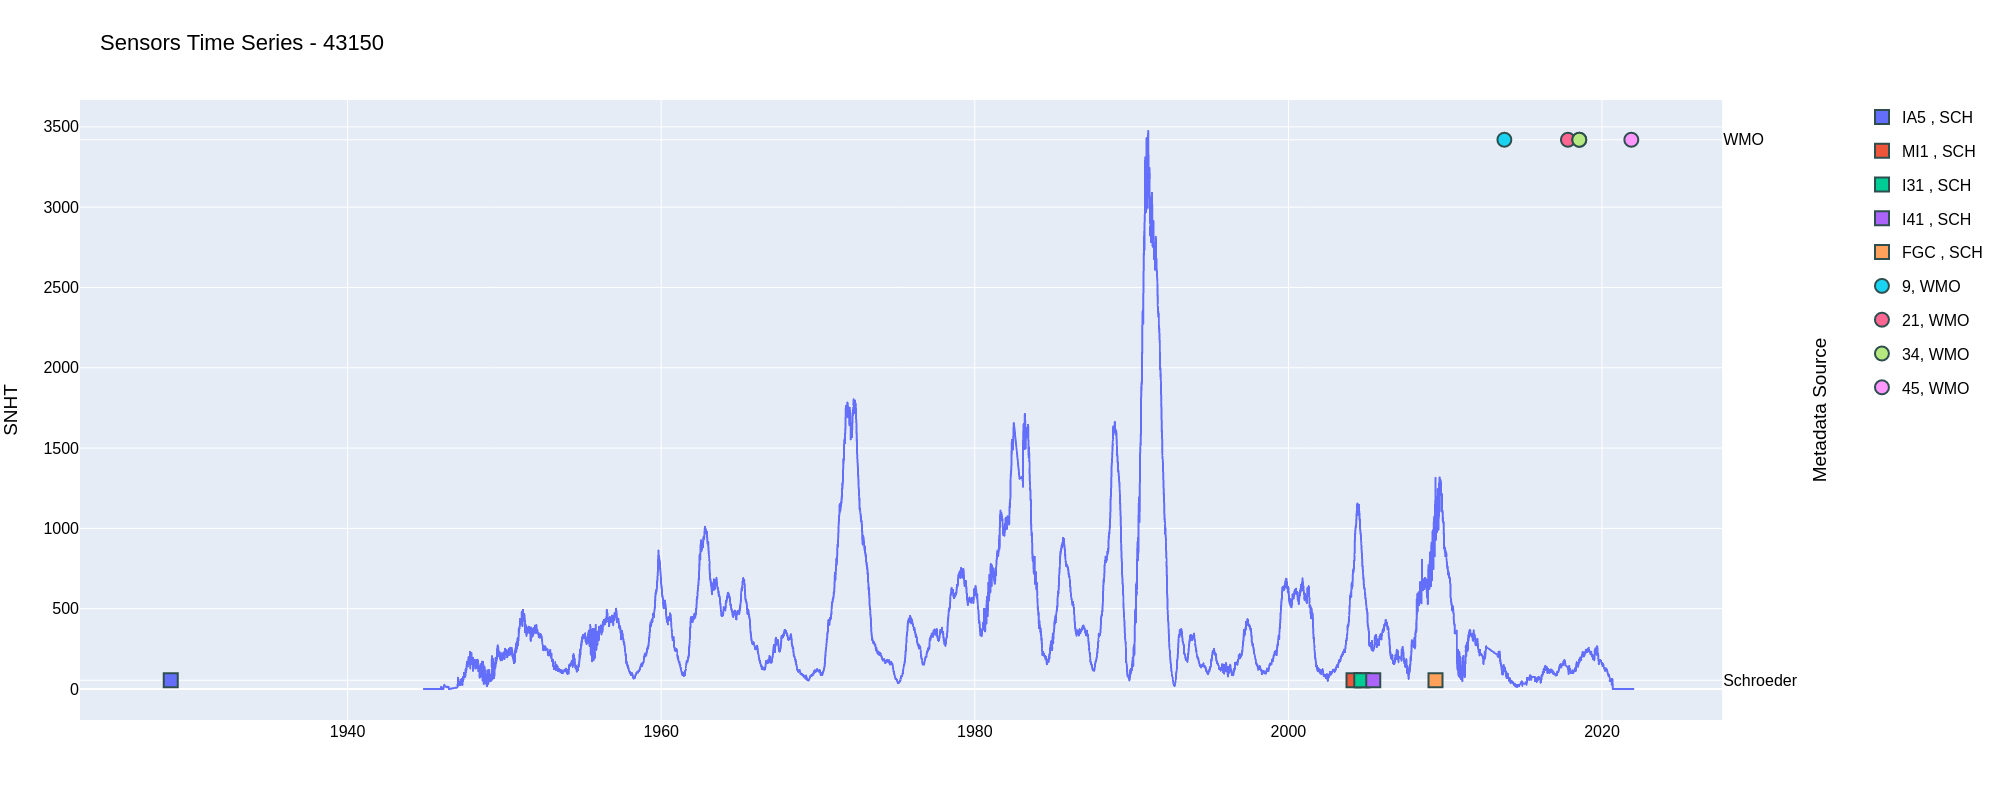 Sensors Time Series - 43150
SNHT
3500
3000
2500
2000
1500
1000
500
0
1940
1960
1980
2000
2020
WMO
Schroeder
Metadata Source
IA5 , SCH
MI1 , SCH
I31 , SCH
I41 , SCH
FGC , SCH
9, WMO
21, WMO
34, WMO
45, WMO